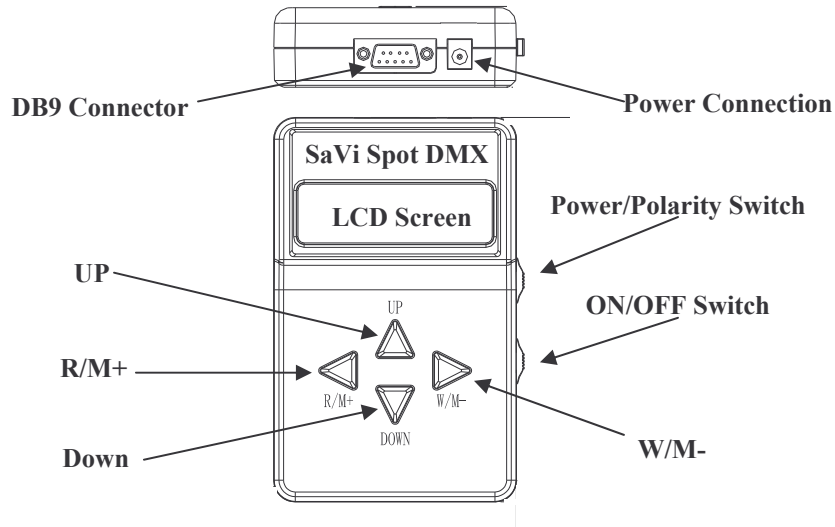 DB9 Connector
Power Connection
SaVi Spot DMX
LCD Screen
Power/Polarity Switch
UP
ON/OFF Switch
UP
R/M+
R/M+
W/M-
DOWN
Down
W/M-